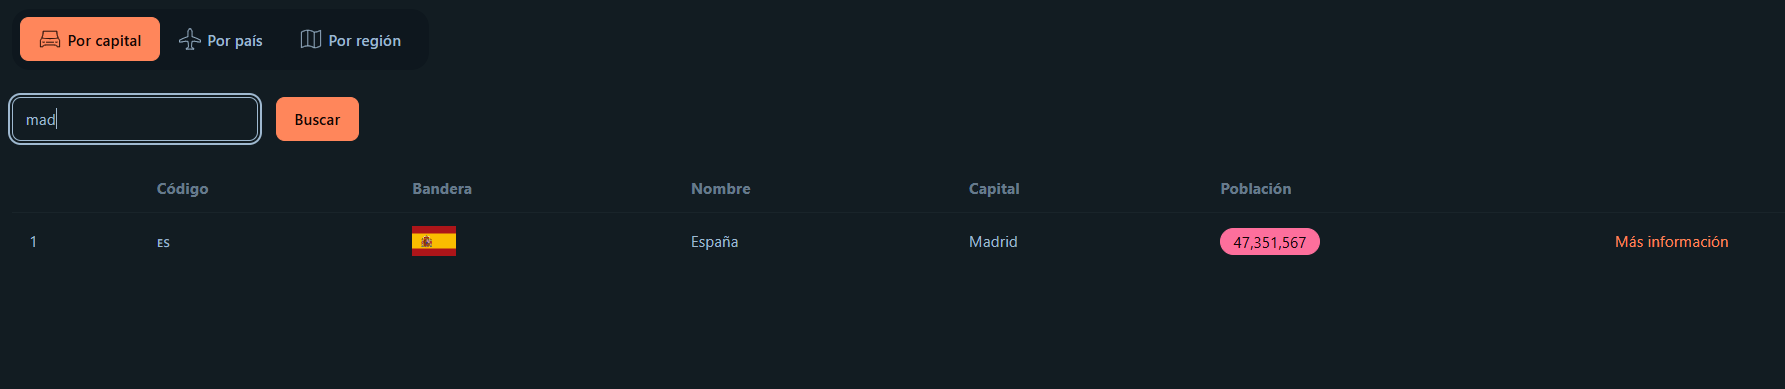 Por capital Por país Por región
mad Buscar
Código Bandera Nombre Capital Población
1 ES España Madrid 47,351,567 Más información